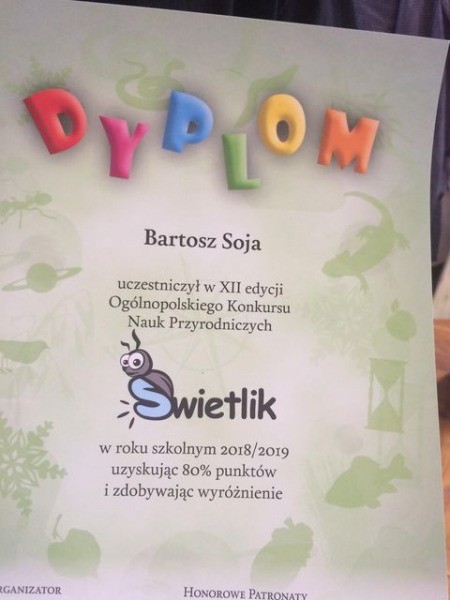 DYPLOM
Bartosz Soja
uczestniczył w XII edycji
Ogólnopolskiego Konkursu
Nauk Przyrodniczych
Świetlik
w roku szkolnym 2018/2019
uzyskując 80% punktów
i zdobywając wyróżnienie
RGANIZATOR HONOROWE PATRONATY